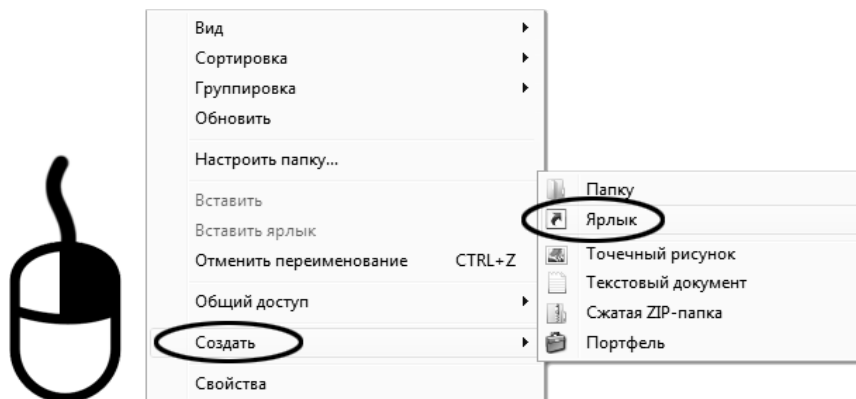 Вид
Сортировка
Группировка
Обновить
Настроить папку...
Вставить
Вставить ярлык
Отменить переименование CTRL+Z
Общий доступ
Создать
Свойства
Папку
Ярлык
Точечный рисунок
Текстовый документ
Сжатая ZIP-папка
Портфель